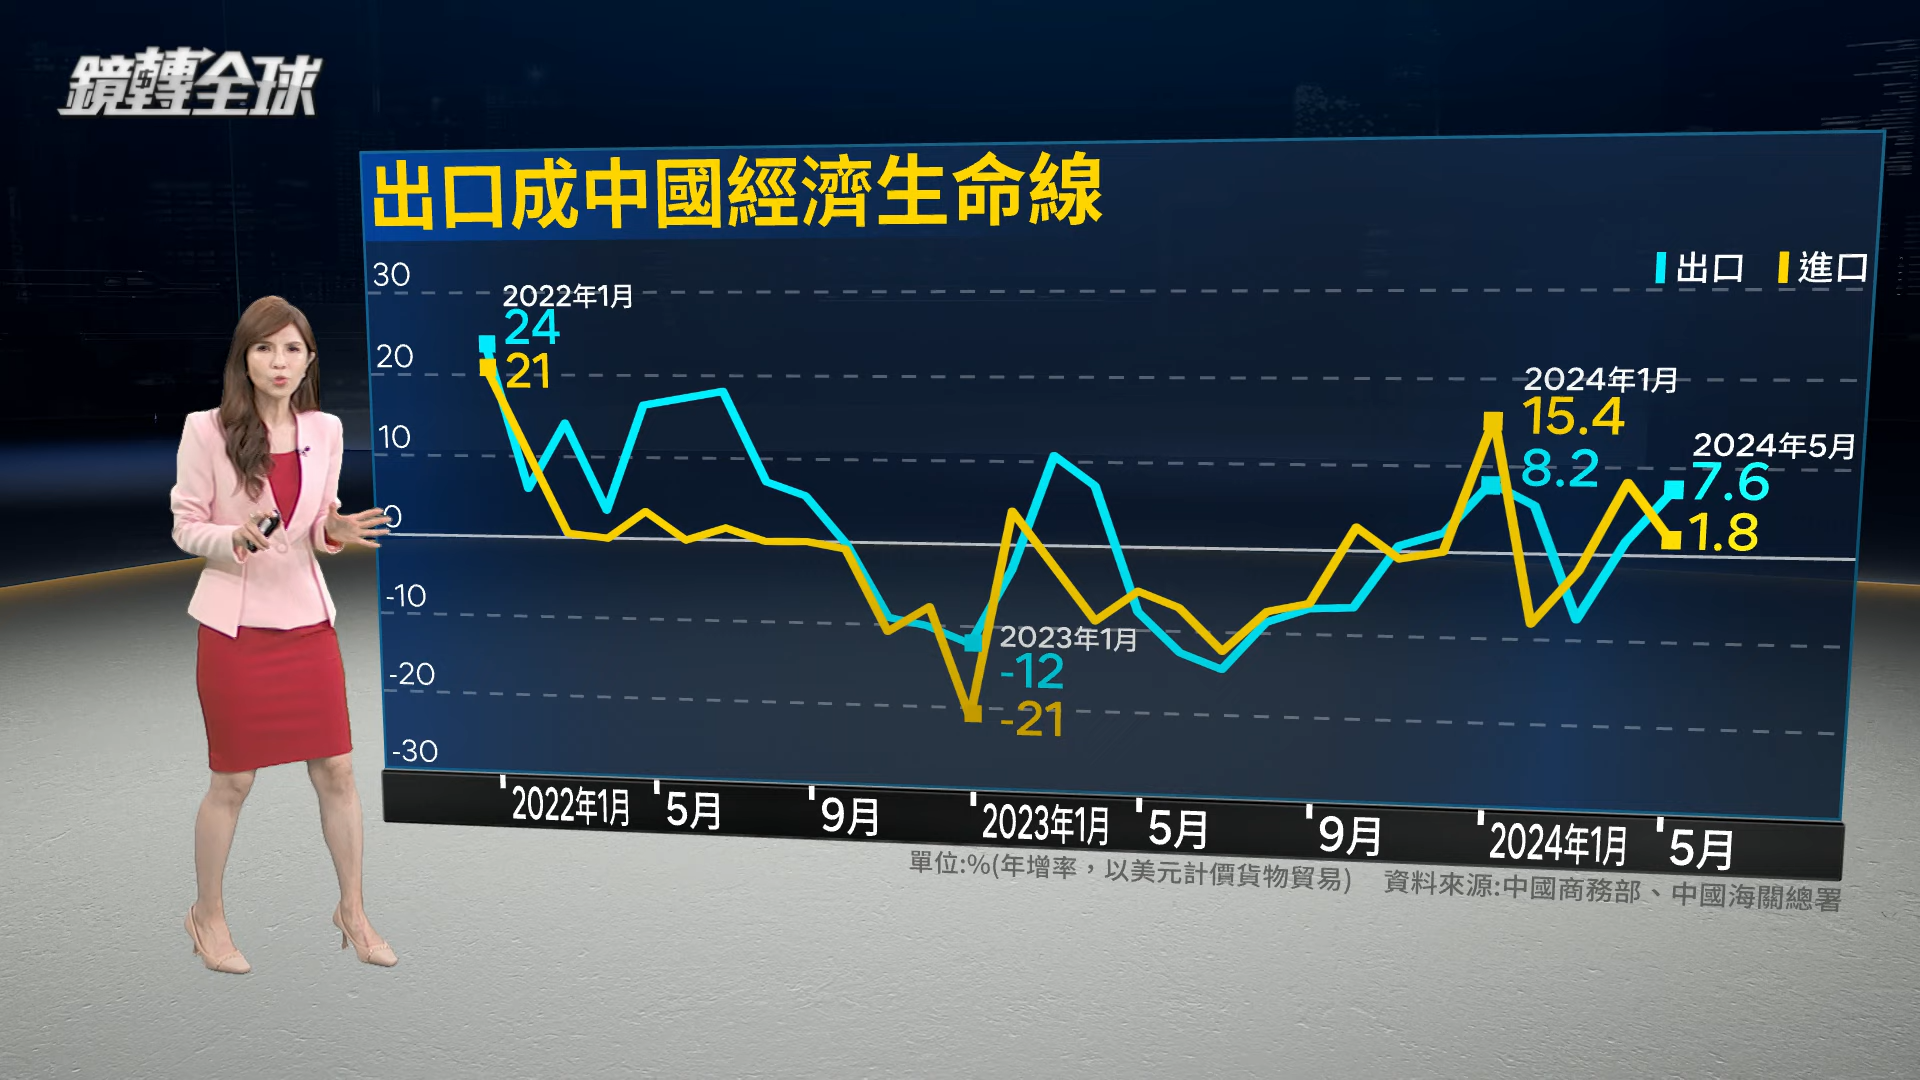 鏡轉全球
出口成中國經濟生命線
出口 進口
30
20
10
0
-10
-20
-30
2022年1月
24
21
2023年1月
-12
-21
2024年1月
15.4
8.2
2024年5月
7.6
1.8
2022年1月 5月 9月 2023年1月 5月 9月 2024年1月 5月
單位:%(年增率，以美元計價貨物貿易) 資料來源:中國商務部、中國海關總署